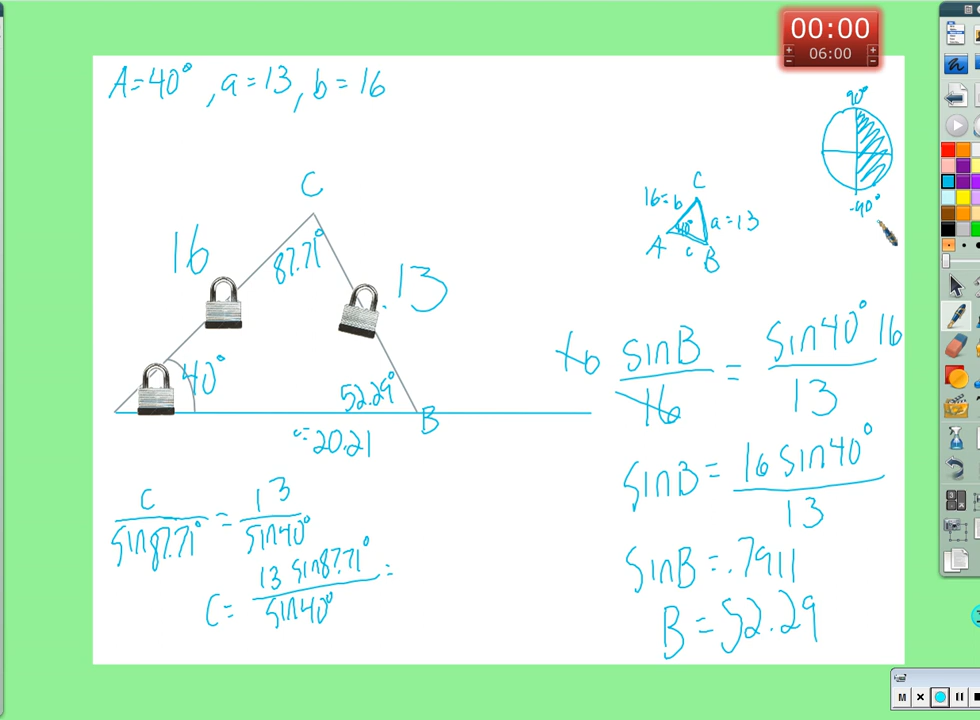 00:00
06:00
A=40°, a=13, b=16
90°
-90°
C
16=b
a=13
40°
A
c
B
C
16
87.71°
13
40°
52.29°
B
c=20.21
16 sinB/16 = sin40° 16/13
sinB = 16 sin40°/13
sinB = .7911
B = 52.29
c/sin87.71° = 13/sin40°
c = 13 sin87.71°/sin40° =
M